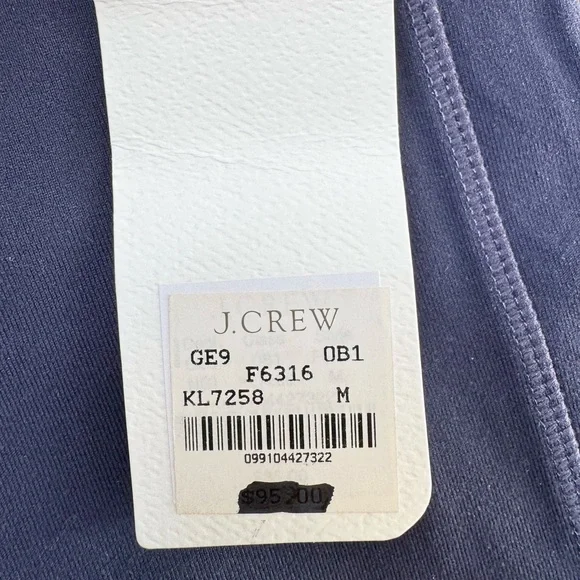 J.CREW
GE9 0B1
F6316
KL7258 M
099104427322
$95.00